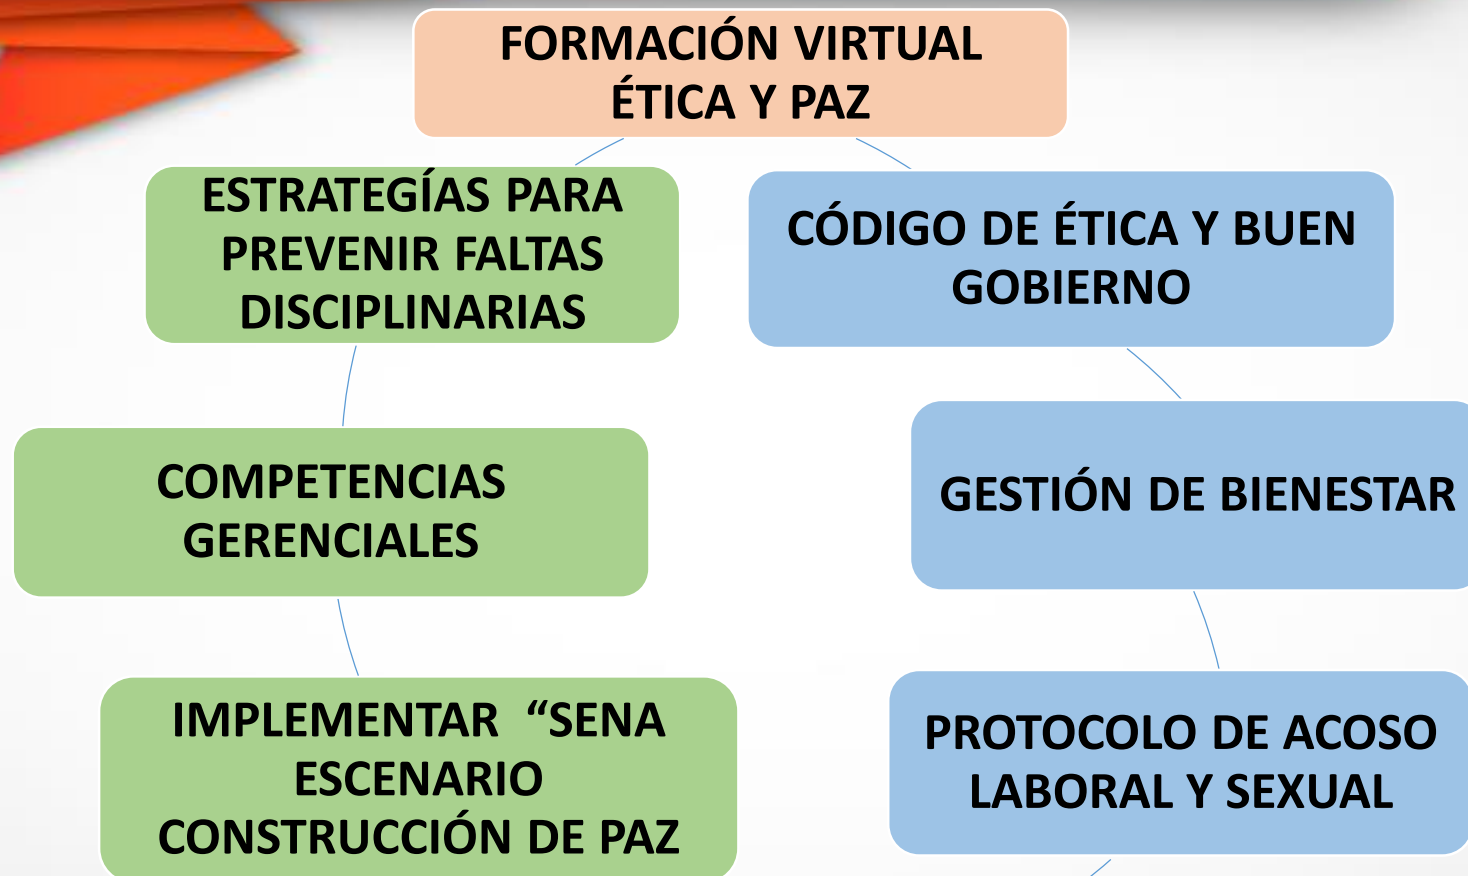 FORMACIÓN VIRTUAL
ÉTICA Y PAZ
ESTRATEGÍAS PARA
PREVENIR FALTAS
DISCIPLINARIAS
CÓDIGO DE ÉTICA Y BUEN
GOBIERNO
COMPETENCIAS
GERENCIALES
GESTIÓN DE BIENESTAR
IMPLEMENTAR “SENA
ESCENARIO
CONSTRUCCIÓN DE PAZ
PROTOCOLO DE ACOSO
LABORAL Y SEXUAL